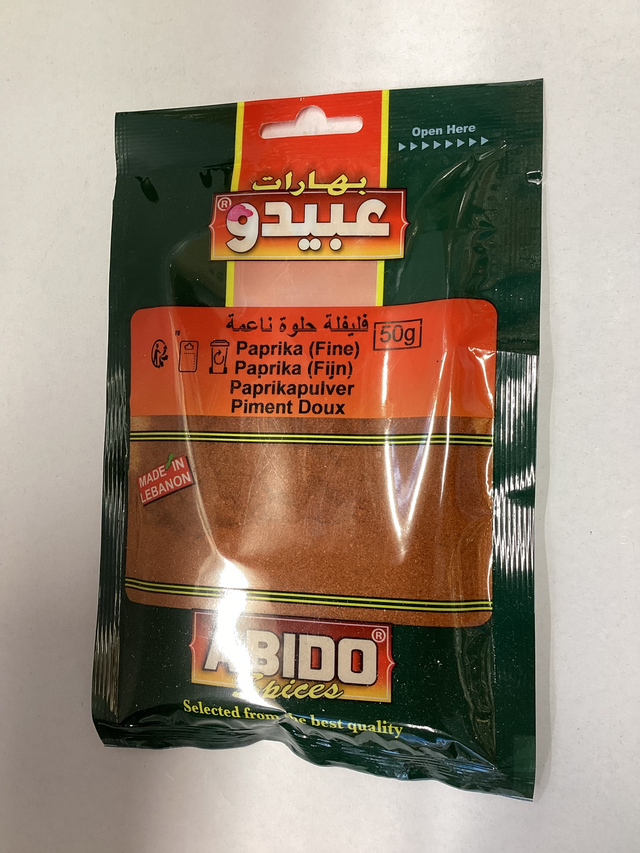 Open Here
بهارات
عبيدو®
فليفلة حلوة ناعمة
50g
Paprika (Fine)
Paprika (Fijn)
Paprikapulver
Piment Doux
MADE IN
LEBANON
ABIDO®
Spices
Selected from the best quality